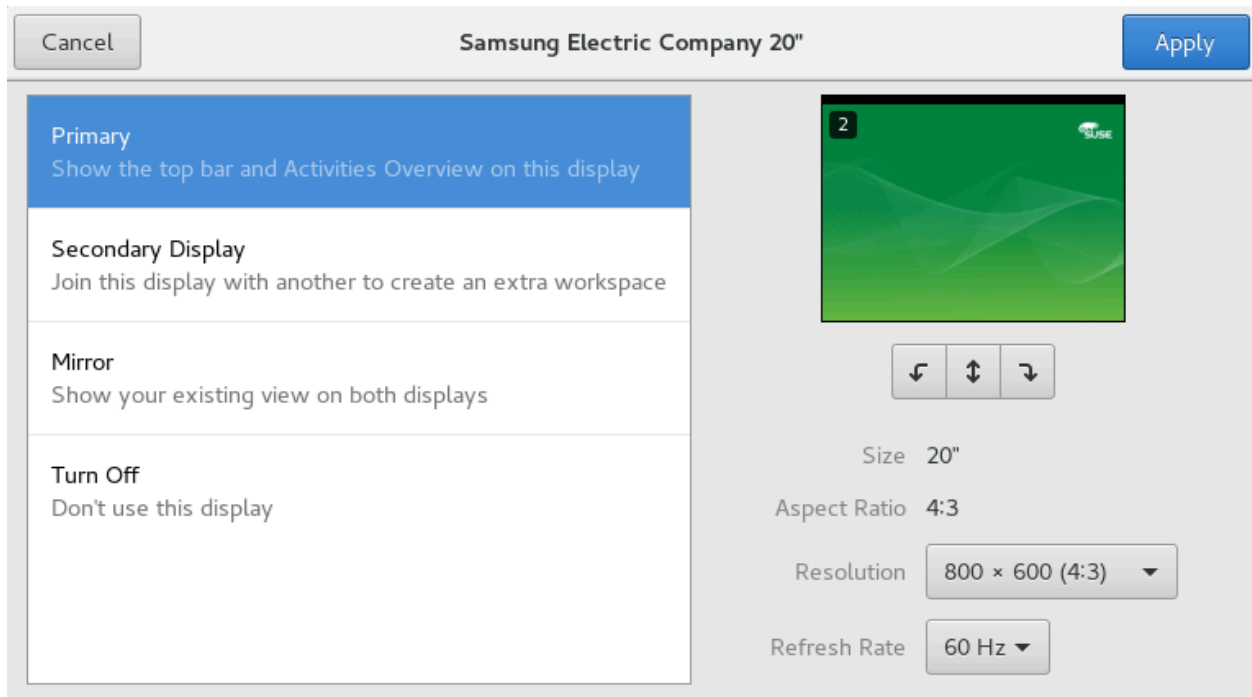 Cancel
Samsung Electric Company 20"
Apply
Primary
Show the top bar and Activities Overview on this display
Secondary Display
Join this display with another to create an extra workspace
Mirror
Show your existing view on both displays
Turn Off
Don't use this display
2
SUSE
Size 20"
Aspect Ratio 4:3
Resolution 800 × 600 (4:3)
Refresh Rate 60 Hz